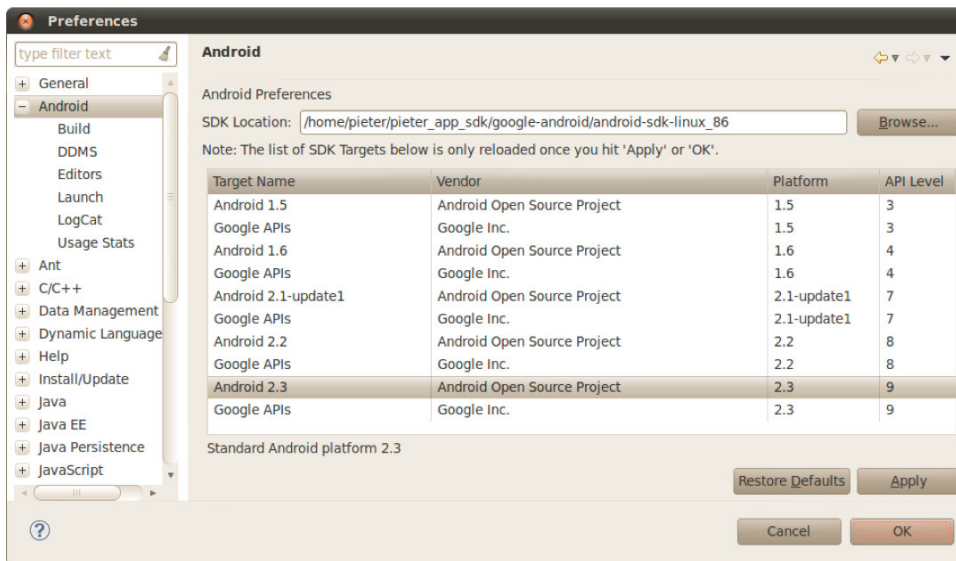 Preferences
type filter text
General
Android
Build
DDMS
Editors
Launch
LogCat
Usage Stats
Ant
C/C++
Data Management
Dynamic Language
Help
Install/Update
Java
Java EE
Java Persistence
JavaScript
Android
Android Preferences
SDK Location: /home/pieter/pieter_app_sdk/google-android/android-sdk-linux_86 Browse...
Note: The list of SDK Targets below is only reloaded once you hit 'Apply' or 'OK'.
Target Name Vendor Platform API Level
Android 1.5 Android Open Source Project 1.5 3
Google APIs Google Inc. 1.5 3
Android 1.6 Android Open Source Project 1.6 4
Google APIs Google Inc. 1.6 4
Android 2.1-update1 Android Open Source Project 2.1-update1 7
Google APIs Google Inc. 2.1-update1 7
Android 2.2 Android Open Source Project 2.2 8
Google APIs Google Inc. 2.2 8
Android 2.3 Android Open Source Project 2.3 9
Google APIs Google Inc. 2.3 9
Standard Android platform 2.3
Restore Defaults Apply
Cancel OK